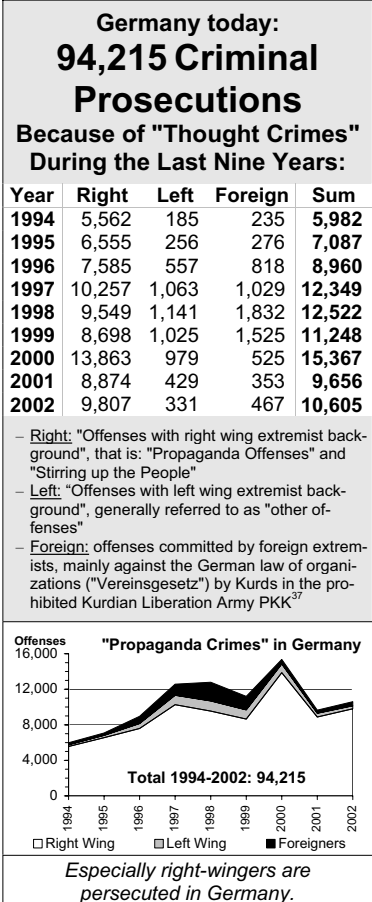 Germany today:
94,215 Criminal
Prosecutions
Because of "Thought Crimes"
During the Last Nine Years:
Year Right Left Foreign Sum
1994 5,562 185 235 5,982
1995 6,555 256 276 7,087
1996 7,585 557 818 8,960
1997 10,257 1,063 1,029 12,349
1998 9,549 1,141 1,832 12,522
1999 8,698 1,025 1,525 11,248
2000 13,863 979 525 15,367
2001 8,874 429 353 9,656
2002 9,807 331 467 10,605
– Right: "Offenses with right wing extremist back-
ground", that is: "Propaganda Offenses" and
"Stirring up the People"
– Left: “Offenses with left wing extremist back-
ground", generally referred to as "other of-
fenses"
– Foreign: offenses committed by foreign extrem-
ists, mainly against the German law of organi-
zations ("Vereinsgesetz") by Kurds in the pro-
hibited Kurdian Liberation Army PKK37
Offenses "Propaganda Crimes" in Germany
16,000
12,000
8,000
4,000
Total 1994-2002: 94,215
0
1994 1995 1996 1997 1998 1999 2000 2001 2002
Right Wing Left Wing Foreigners
Especially right-wingers are
persecuted in Germany.